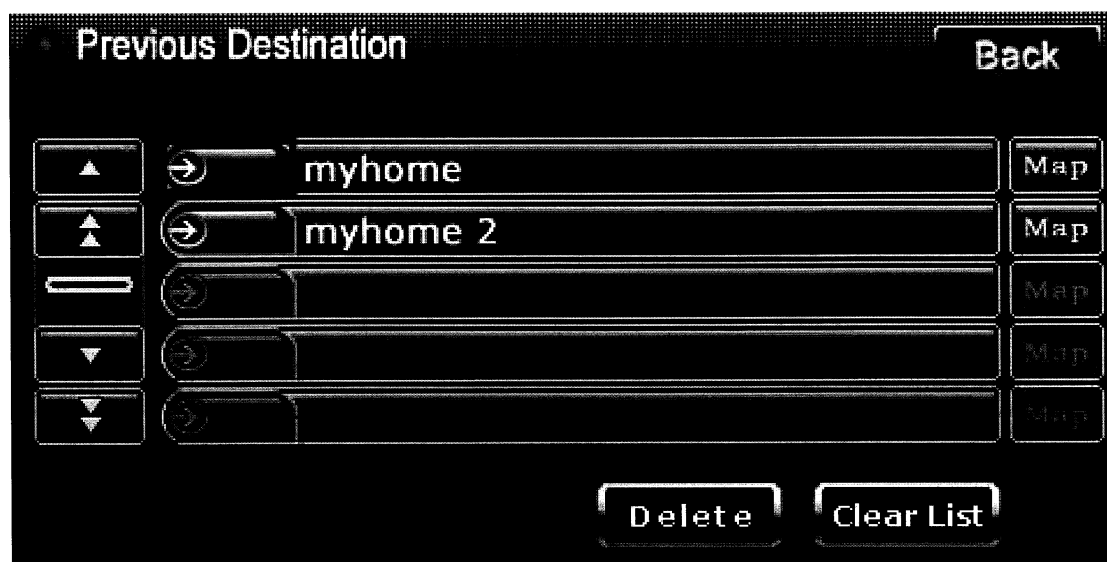 Previous Destination
Back
myhome
Map
myhome 2
Map
Map
Map
Map
Delete
Clear List